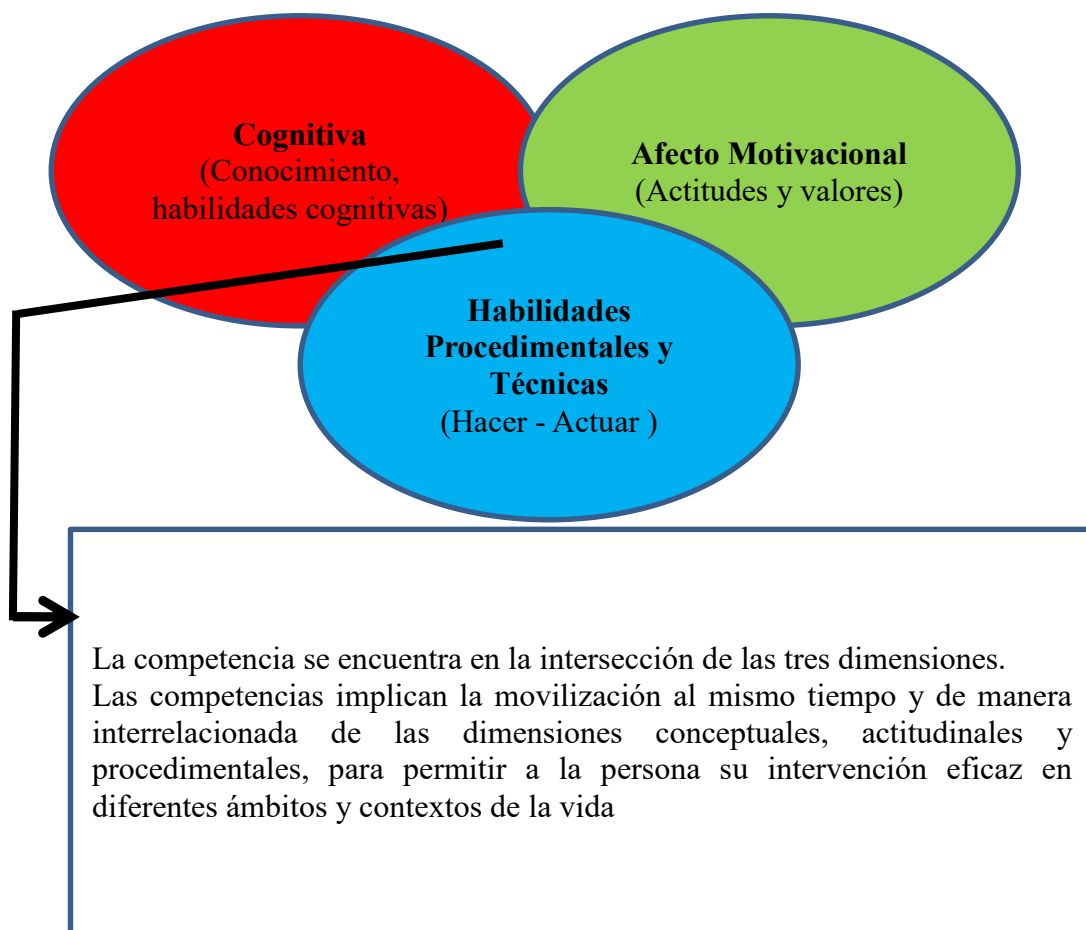 Cognitiva
(Conocimiento,
habilidades cognitivas)
Afecto Motivacional
(Actitudes y valores)
Habilidades
Procedimentales y
Técnicas
(Hacer - Actuar )
La competencia se encuentra en la intersección de las tres dimensiones.
Las competencias implican la movilización al mismo tiempo y de manera
interrelacionada de las dimensiones conceptuales, actitudinales y
procedimentales, para permitir a la persona su intervención eficaz en
diferentes ámbitos y contextos de la vida